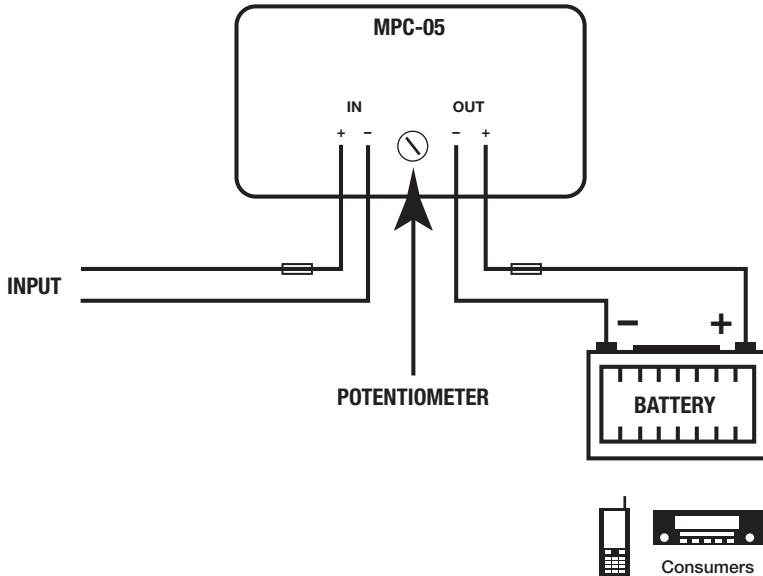 MPC-05
IN OUT
+ − − +
INPUT
− +
POTENTIOMETER
BATTERY
Consumers